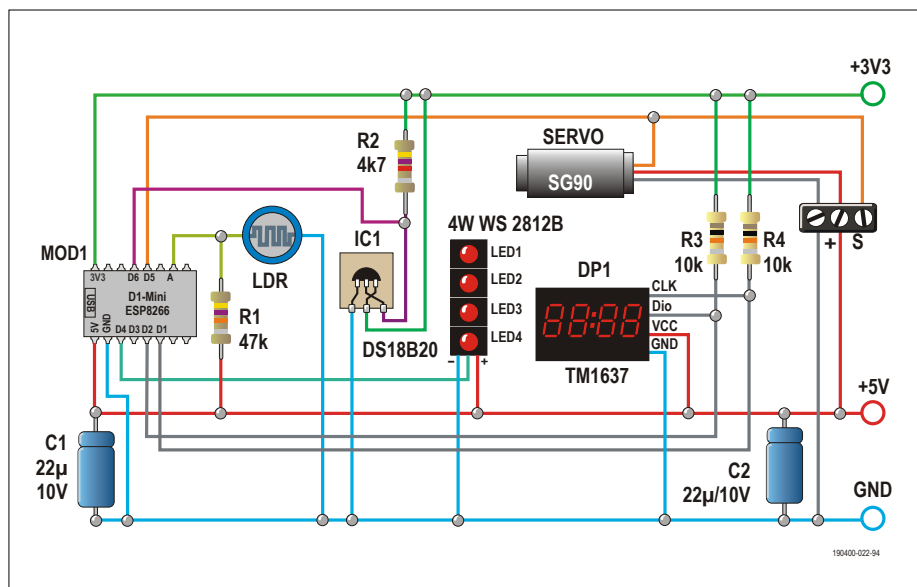 +3V3
SERVO
R2
4k7
SG90
4W WS 2812B
+ S
MOD1
LDR
IC1
LED1
LED2
LED3
LED4
R3
10k
R4
10k
DP1
3V3 D6 D5 A
USB
D1-Mini
ESP8266
5V GND D4 D3 D2 D1
R1
47k
DS18B20
− +
88:88
CLK
Dio
VCC
GND
TM1637
+5V
C1
22µ
10V
C2
22µ/10V
GND
190400-022-94